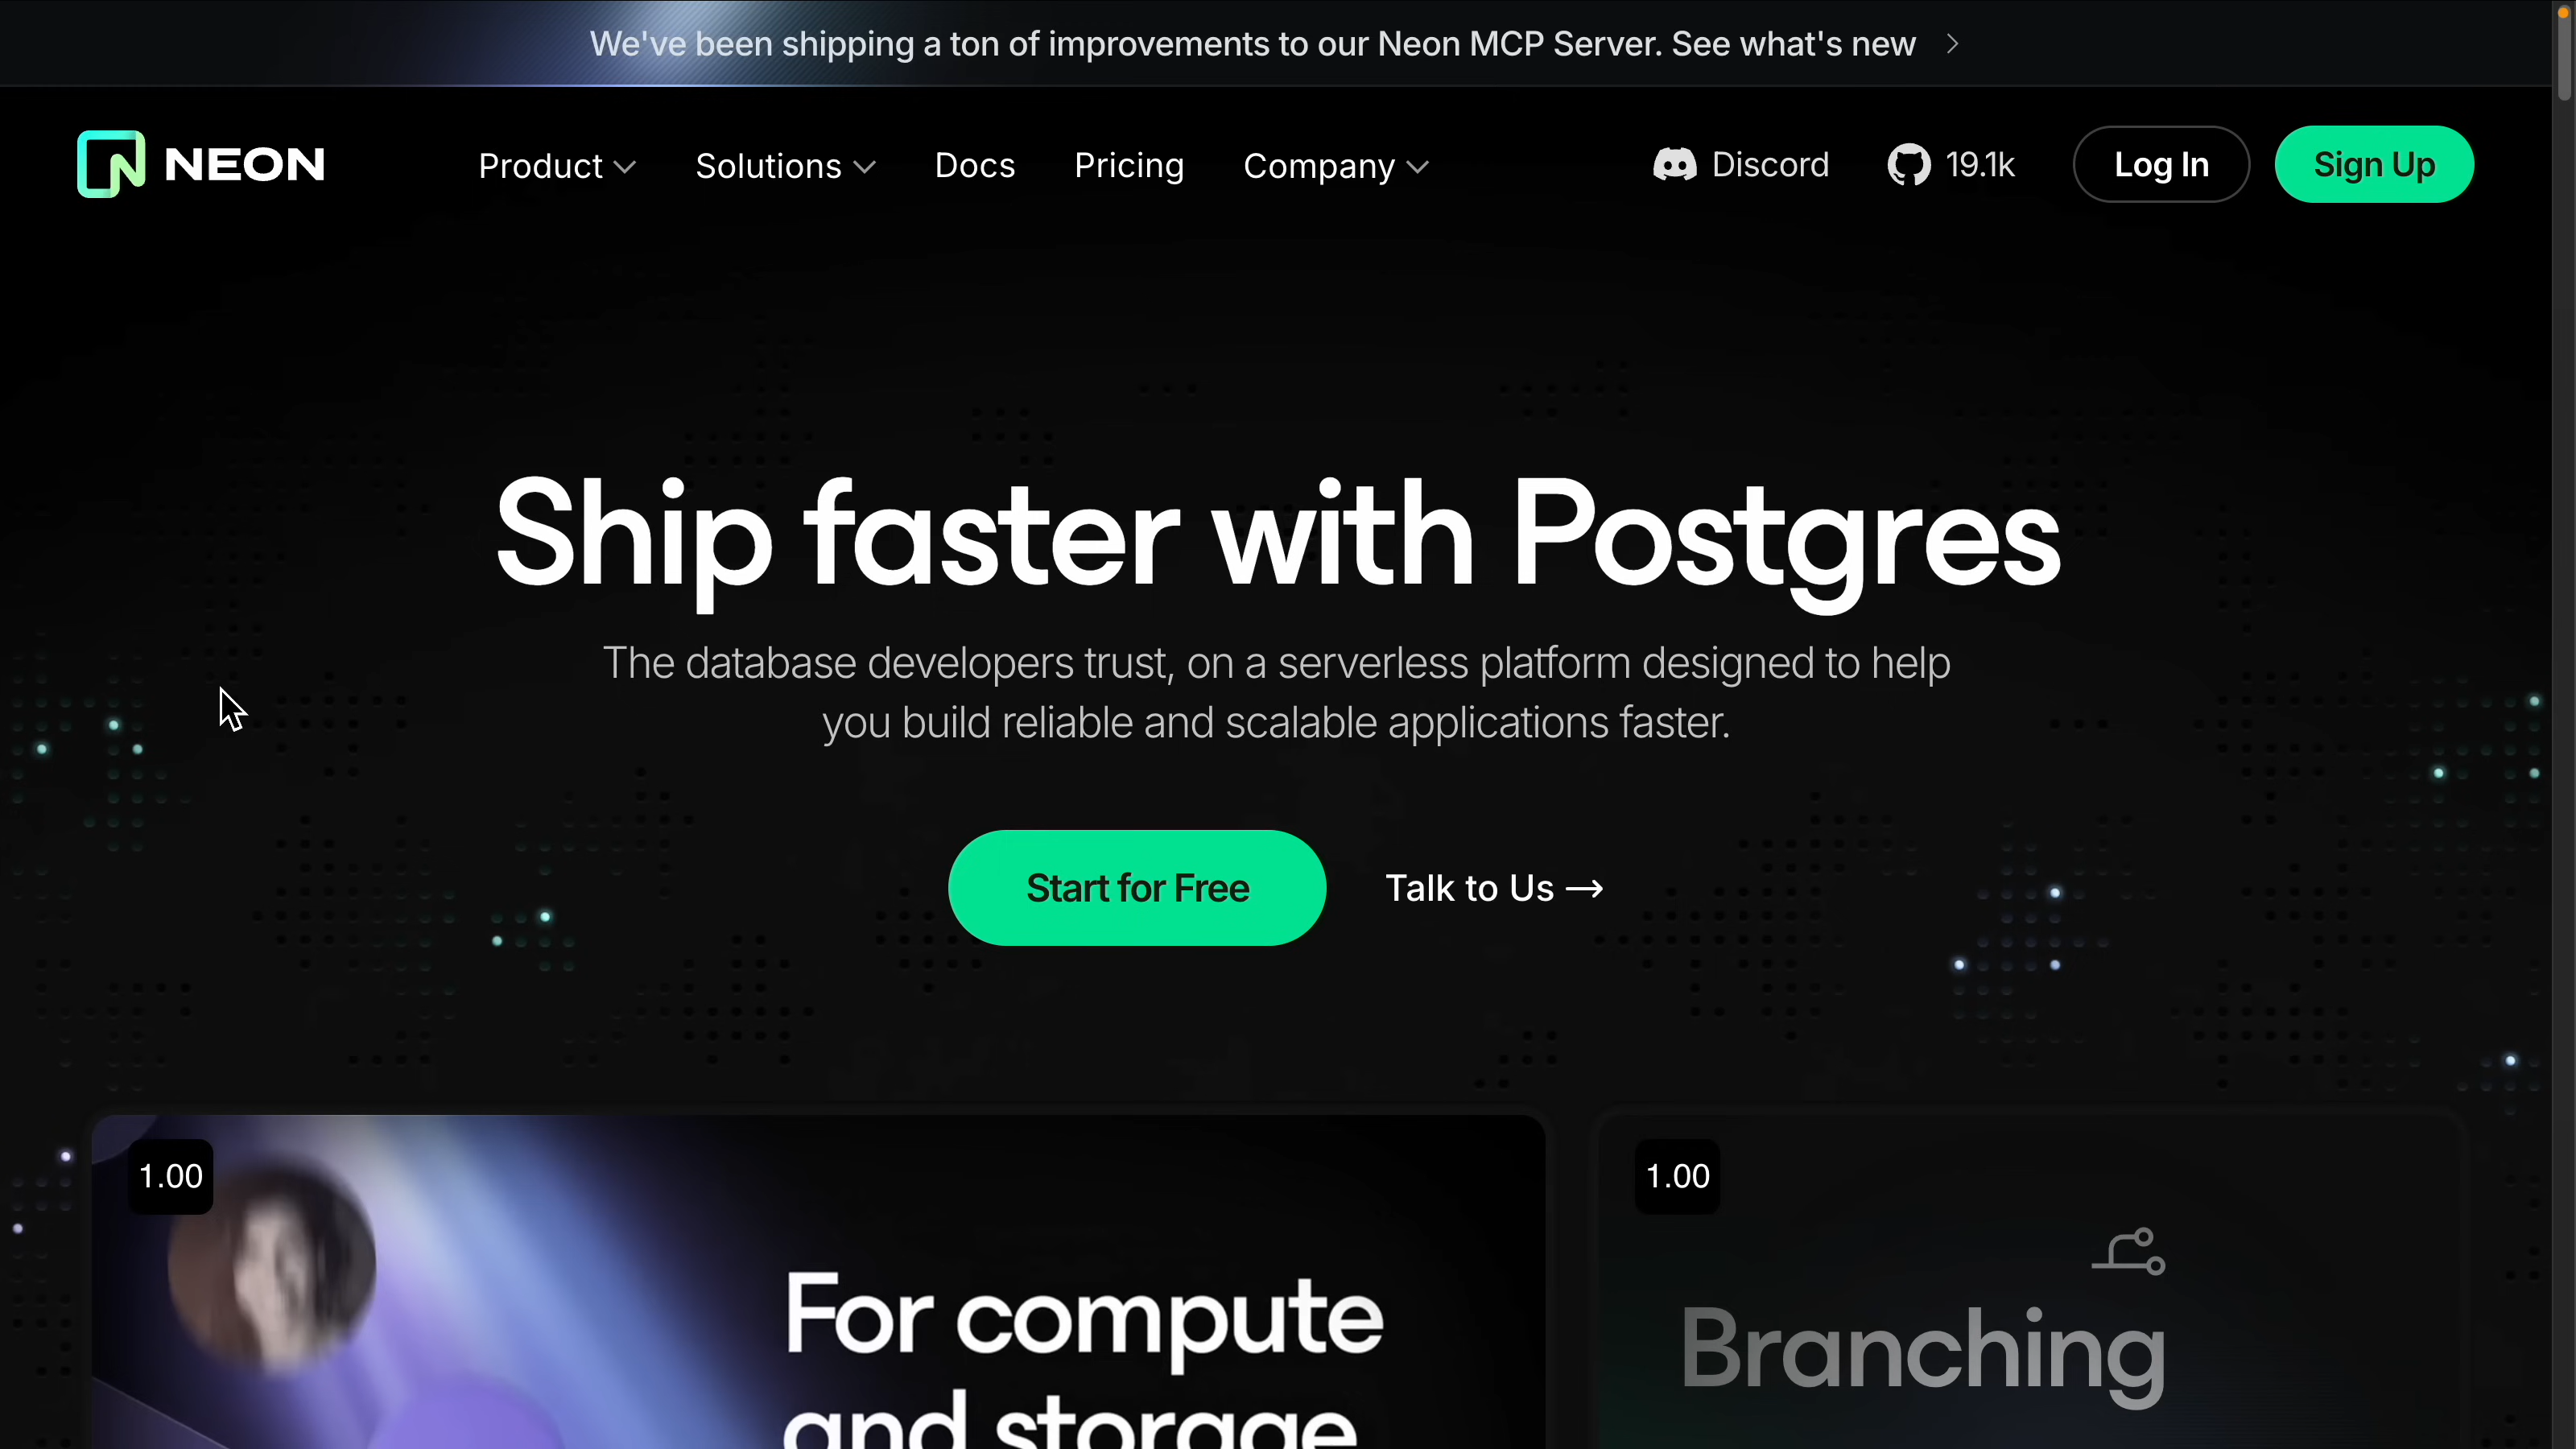 We've been shipping a ton of improvements to our Neon MCP Server. See what's new
NEON
Product
Solutions
Docs
Pricing
Company
Discord
19.1k
Log In
Sign Up
Ship faster with Postgres
The database developers trust, on a serverless platform designed to help
you build reliable and scalable applications faster.
Start for Free
Talk to Us →
1.00
For compute
and storage
1.00
Branching